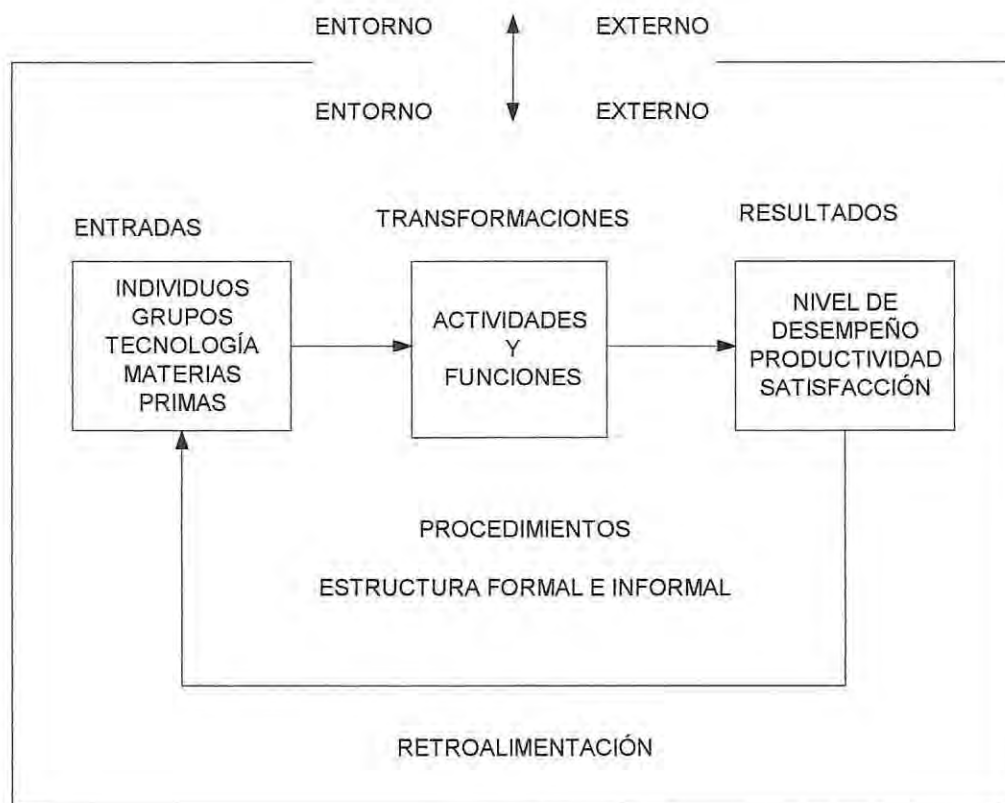 ENTORNO EXTERNO
ENTORNO EXTERNO
ENTRADAS
TRANSFORMACIONES
RESULTADOS
INDIVIDUOS
GRUPOS
TECNOLOGÍA
MATERIAS
PRIMAS
ACTIVIDADES
Y
FUNCIONES
NIVEL DE
DESEMPEÑO
PRODUCTIVIDAD
SATISFACCIÓN
PROCEDIMIENTOS
ESTRUCTURA FORMAL E INFORMAL
RETROALIMENTACIÓN